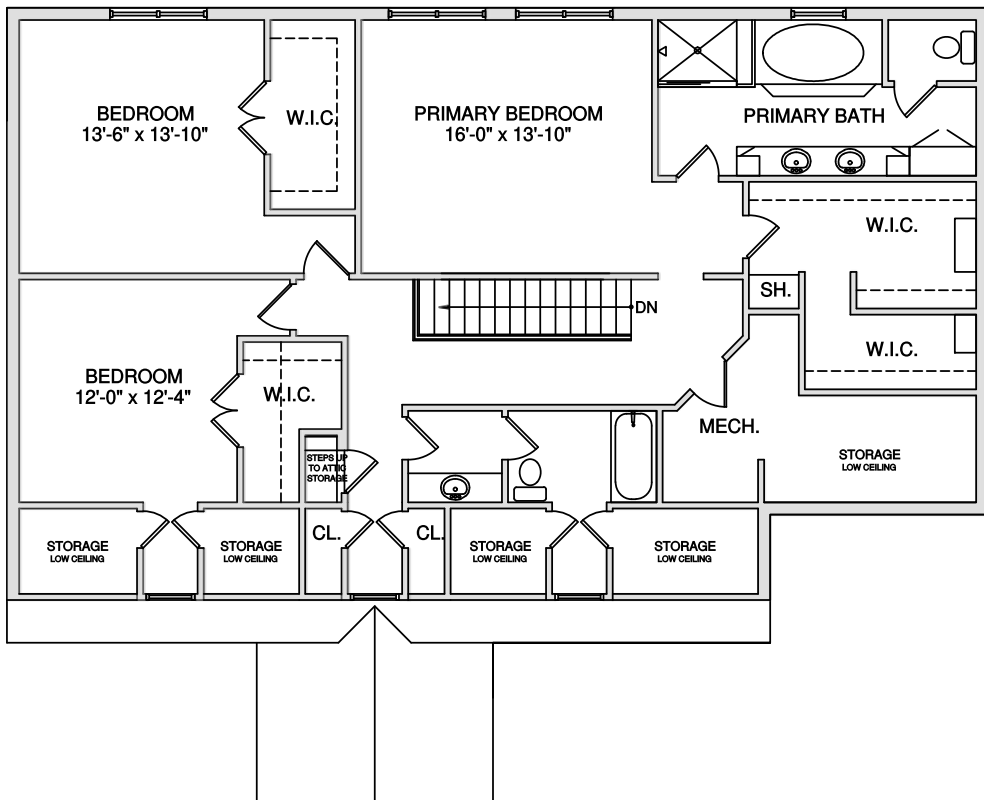 BEDROOM
13'-6" x 13'-10"
W.I.C.
PRIMARY BEDROOM
16'-0" x 13'-10"
PRIMARY BATH
W.I.C.
SH.
DN
W.I.C.
BEDROOM
12'-0" x 12'-4"
W.I.C.
MECH.
STORAGE
LOW CEILING
STEPS UP
TO ATTIC
STORAGE
STORAGE
LOW CEILING
STORAGE
LOW CEILING
CL.
CL.
STORAGE
LOW CEILING
STORAGE
LOW CEILING